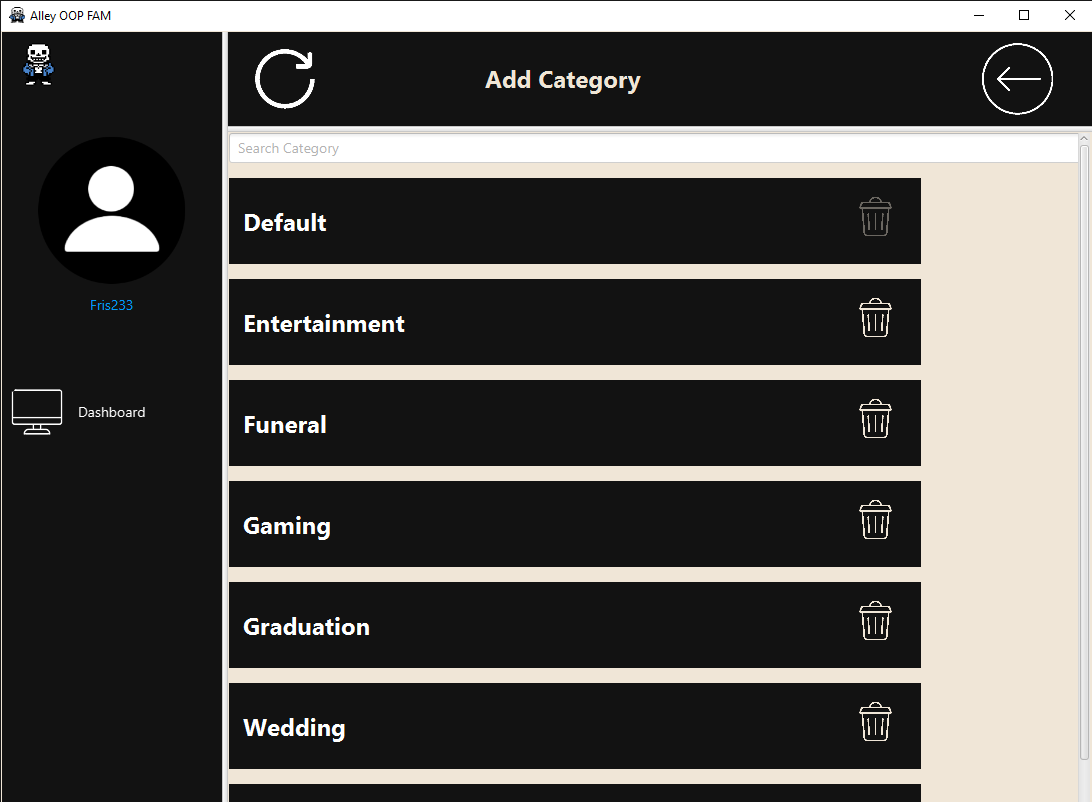 Alley OOP FAM
Add Category
Search Category
Fris233
Dashboard
Default
Entertainment
Funeral
Gaming
Graduation
Wedding